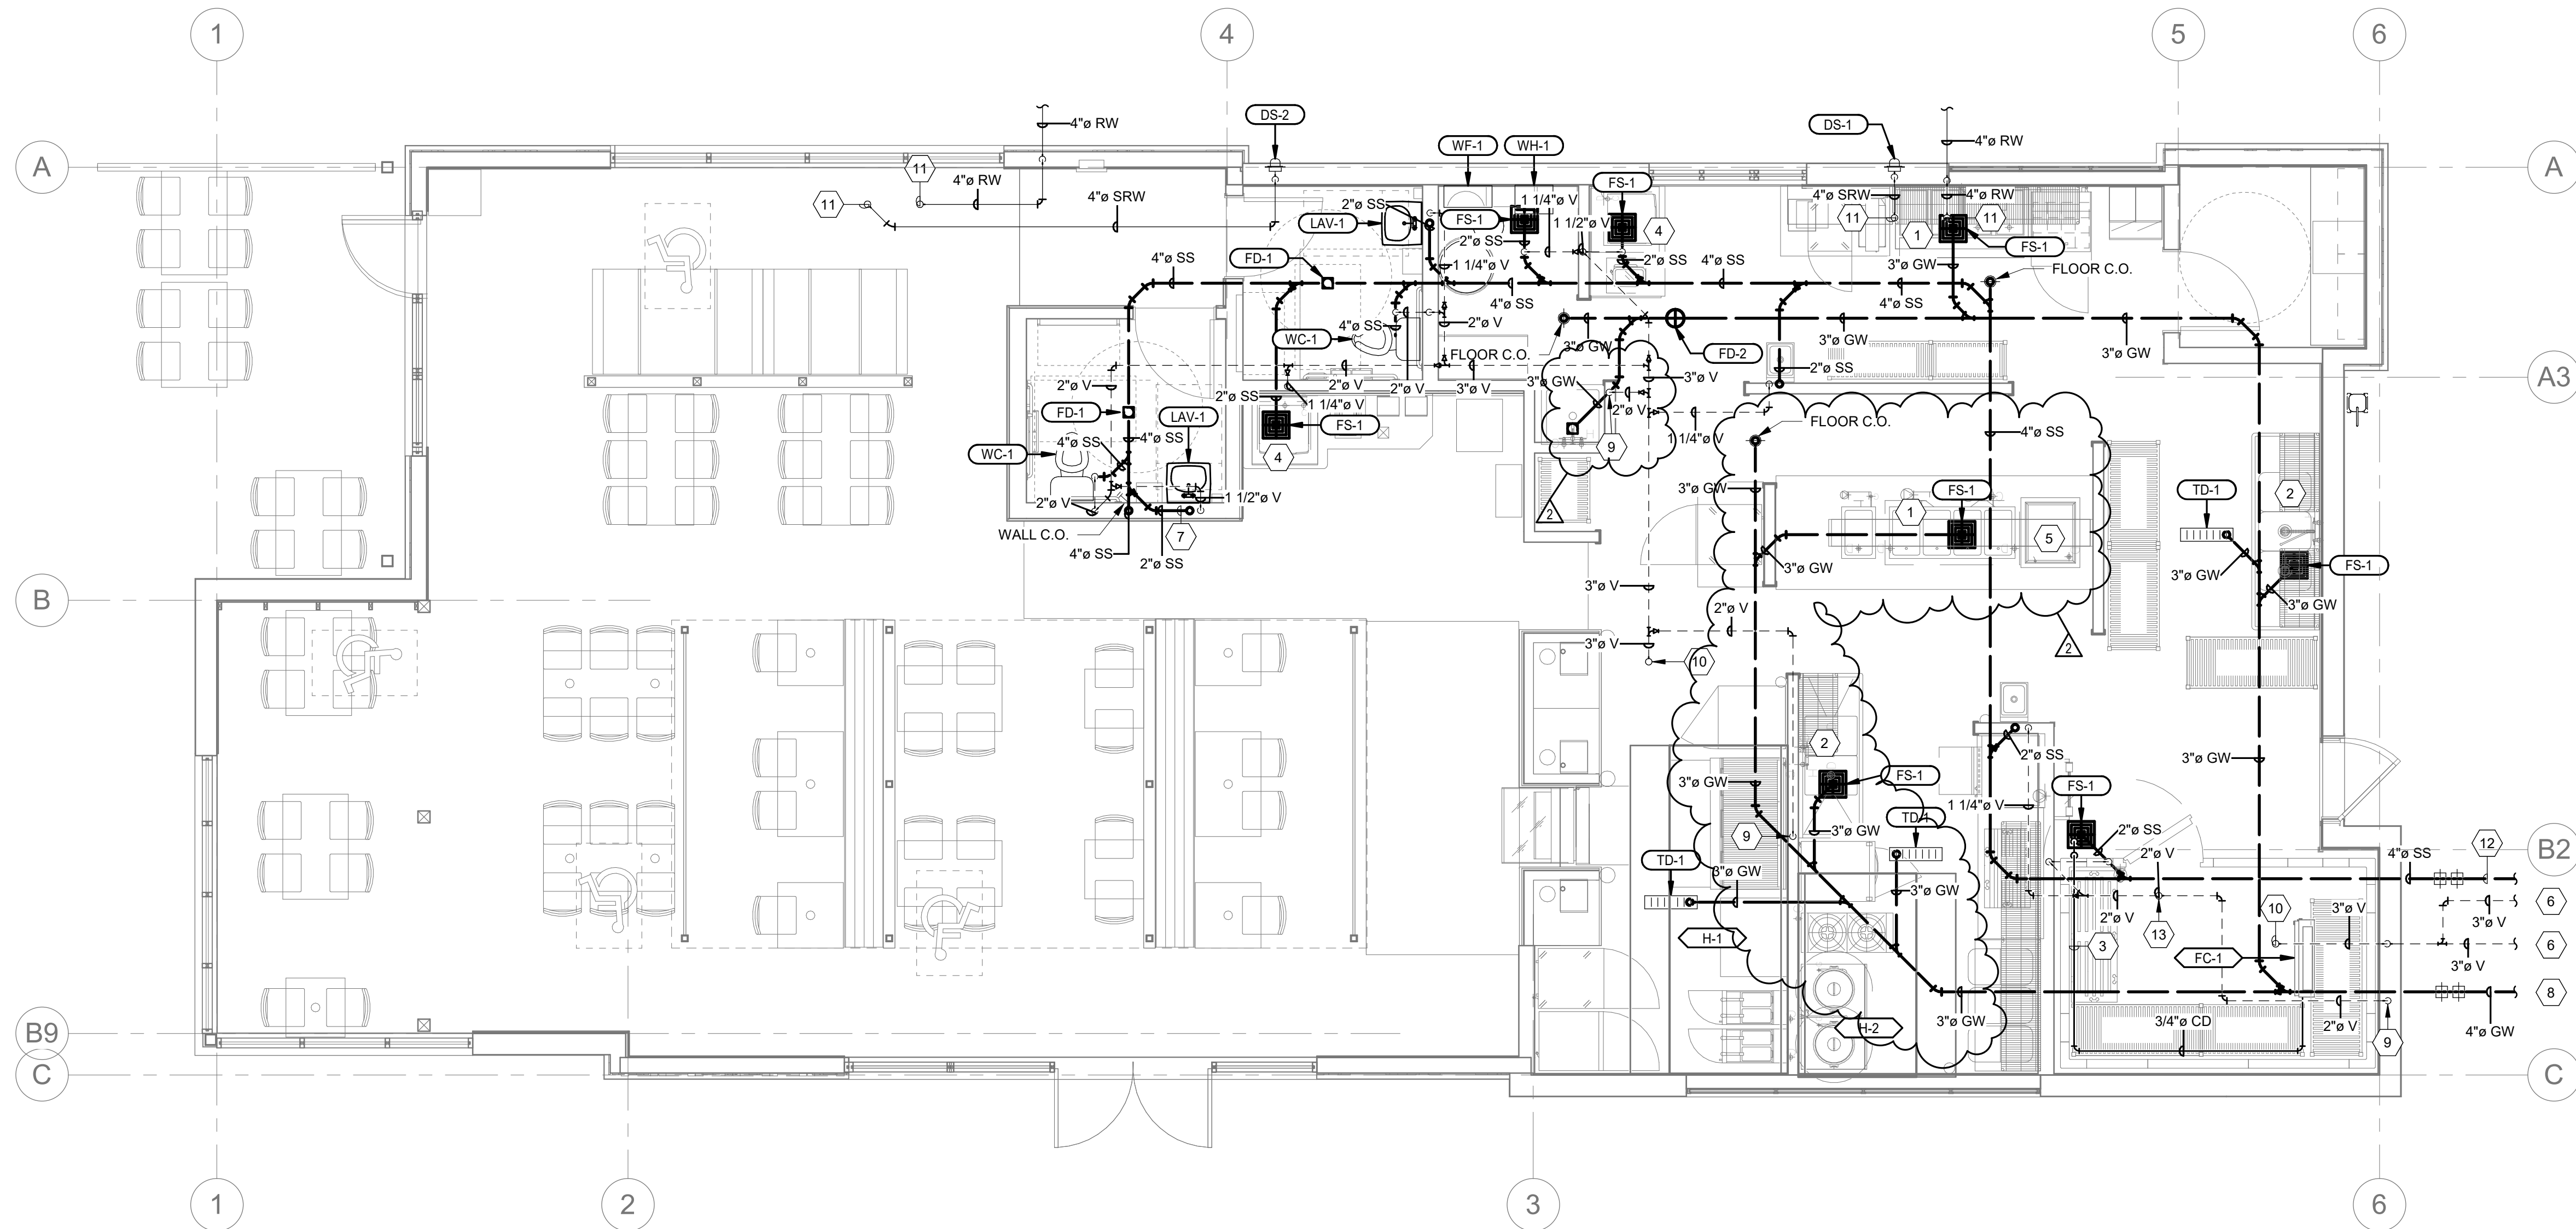 1
4
5
6
A
A
DS-2
DS-1
4"ø RW
4"ø RW
WF-1
WH-1
FS-1
11
4"ø RW
11
4"ø SRW
2"ø SS
LAV-1
FS-1
1 1/4"ø V
1 1/2"ø V
4
4"ø SRW
4"ø RW
11
11
1
FS-1
2"ø SS
FD-1
4"ø SS
1 1/4"ø V
2"ø SS
4"ø SS
3"ø GW
FLOOR C.O.
4"ø SS
4"ø SS
4"ø SS
2"ø V
WC-1
FLOOR C.O.
3"ø GW
FD-2
3"ø GW
3"ø GW
2"ø SS
A3
2"ø V
2"ø V
2"ø V
3"ø V
3"ø GW
3"ø V
2"ø SS
1 1/4"ø V
2"ø V
FD-1
LAV-1
FS-1
1 1/4"ø V
FLOOR C.O.
4"ø SS
4"ø SS
4"ø SS
WC-1
4
9
2"ø V
1 1/2"ø V
3"ø GW
FS-1
1
TD-1
2
2
WALL C.O.
7
4"ø SS
2"ø SS
5
3"ø GW
3"ø GW
FS-1
3"ø V
2"ø V
3"ø GW
B
3"ø V
10
2
2
3"ø GW
2"ø SS
3"ø GW
FS-1
FS-1
1 1/4"ø V
9
3"ø GW
TD-1
2"ø SS
12
B2
TD-1
3"ø GW
3"ø GW
2"ø V
4"ø SS
2"ø V
13
10
3"ø V
3"ø V
6
H-1
3
FC-1
3"ø V
6
8
H-2
3"ø GW
3/4"ø CD
2"ø V
4"ø GW
9
B9
C
C
1
2
3
6